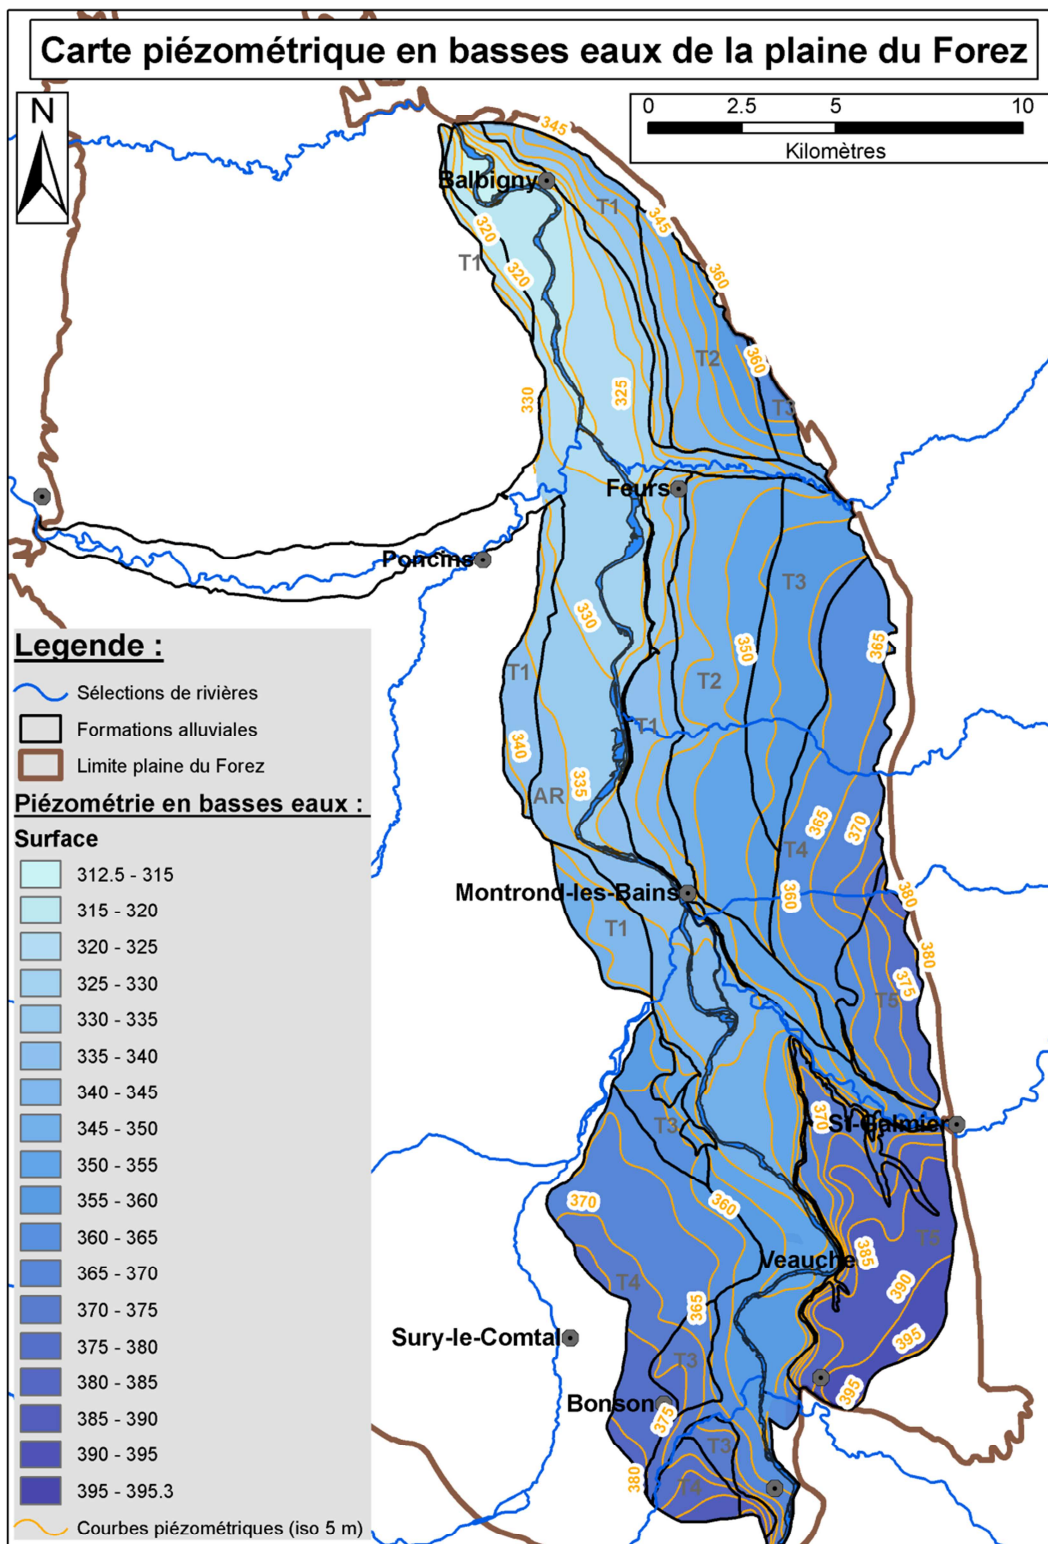 Carte piézométrique en basses eaux de la plaine du Forez
N
0 2.5 5 10
Kilomètres
345
Balbigny
T1
345
320
T1
320
360
T2
360
330
325
T3
Feurs
Poncins
T3
330
350
365
T1
T2
T1
340
335
AR
365
370
T4
Montrond-les-Bains
360
380
T1
380
375
T5
370
St-Galmier
T3
370
360
T5
385
Veauche
390
T4
365
395
Sury-le-Comtal
T3
395
Bonson
375
T3
380
T4
Legende :
Sélections de rivières
Formations alluviales
Limite plaine du Forez
Piézométrie en basses eaux :
Surface
312.5 - 315
315 - 320
320 - 325
325 - 330
330 - 335
335 - 340
340 - 345
345 - 350
350 - 355
355 - 360
360 - 365
365 - 370
370 - 375
375 - 380
380 - 385
385 - 390
390 - 395
395 - 395.3
Courbes piézométriques (iso 5 m)